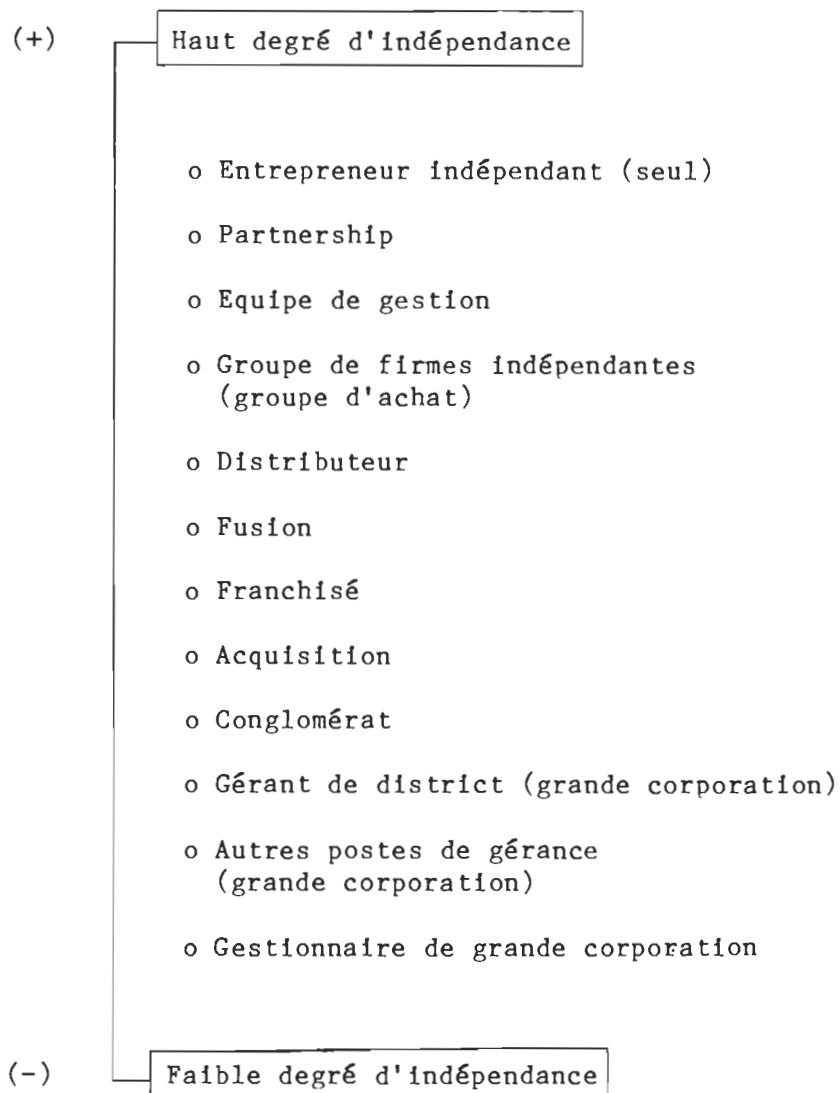 (+) Haut degré d'indépendance
o Entrepreneur indépendant (seul)
o Partnership
o Equipe de gestion
o Groupe de firmes indépendantes
(groupe d'achat)
o Distributeur
o Fusion
o Franchisé
o Acquisition
o Conglomérat
o Gérant de district (grande corporation)
o Autres postes de gérance
(grande corporation)
o Gestionnaire de grande corporation
(-) Faible degré d'indépendance